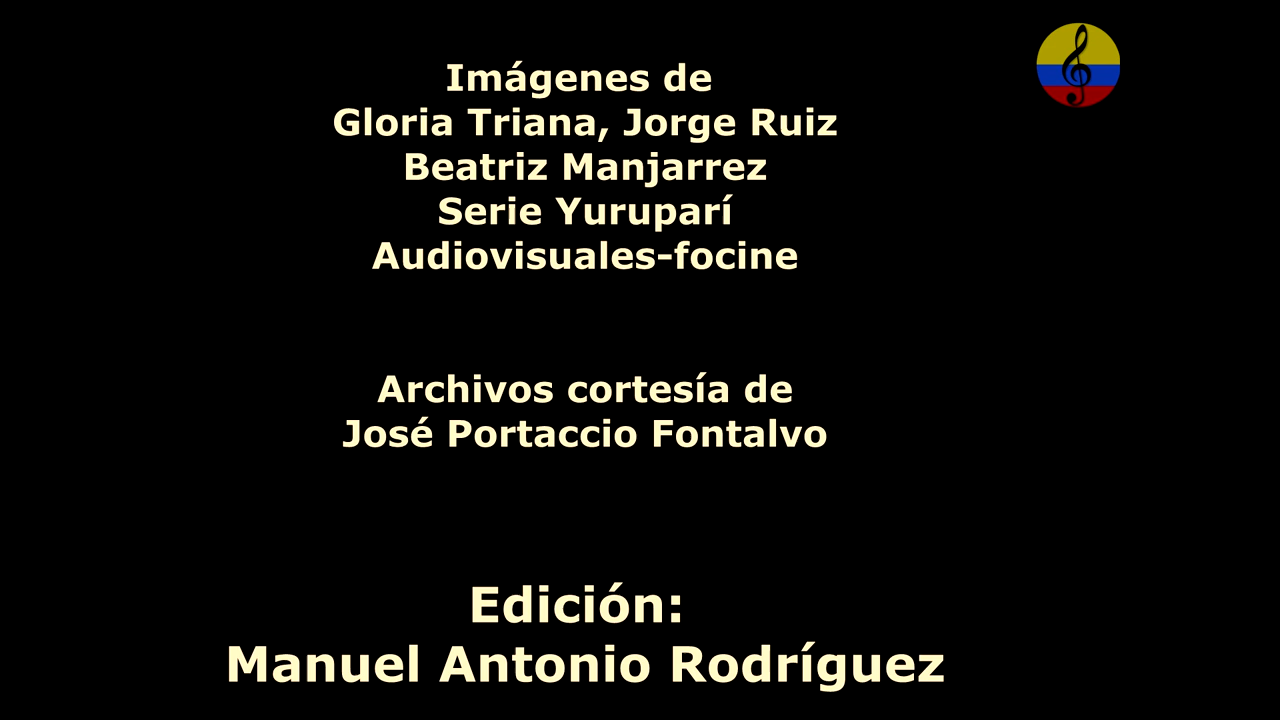 Imágenes de
Gloria Triana, Jorge Ruiz
Beatriz Manjarrez
Serie Yuruparí
Audiovisuales-focine
Archivos cortesía de
José Portaccio Fontalvo
Edición:
Manuel Antonio Rodríguez